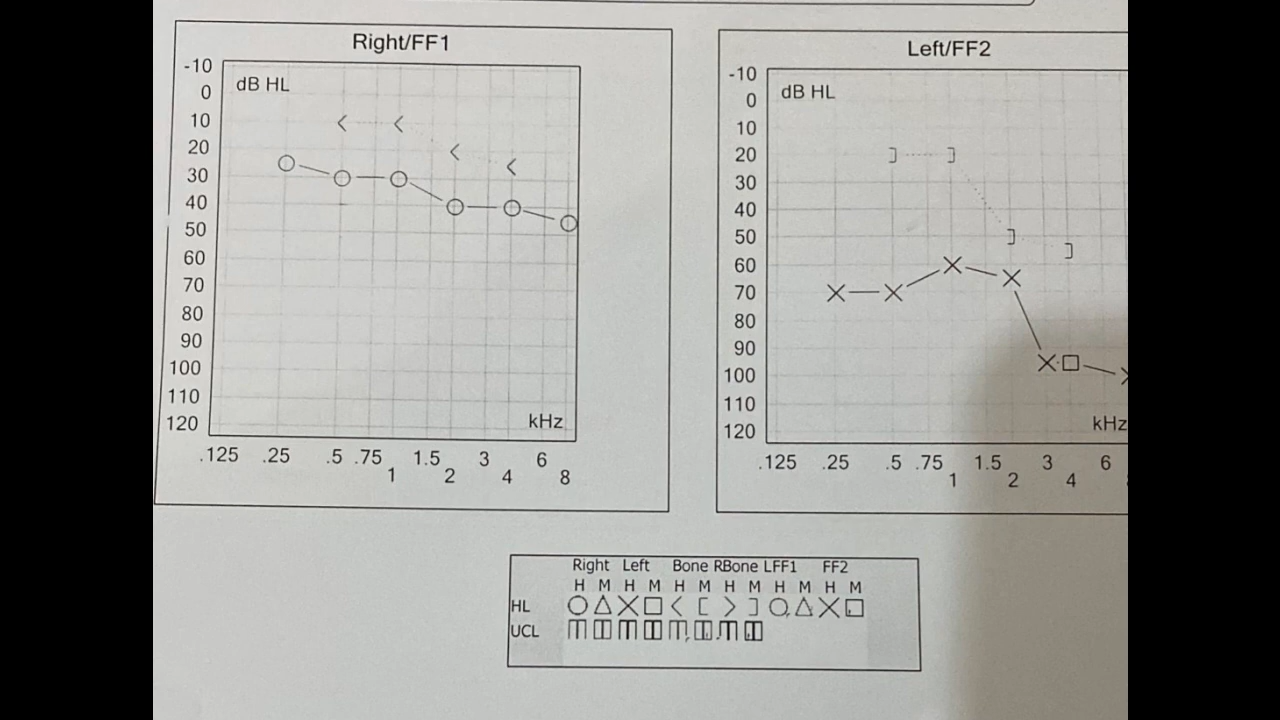 Right/FF1
dB HL
-10
0
10
20
30
40
50
60
70
80
90
100
110
120
kHz
.125 .25 .5 .75 1.5 3 6
1 2 4 8
Left/FF2
dB HL
-10
0
10
20
30
40
50
60
70
80
90
100
110
120
kHz
.125 .25 .5 .75 1.5 3 6
1 2 4
Right Left Bone RBone LFF1 FF2
H M H M H M H M H M H M
HL
UCL